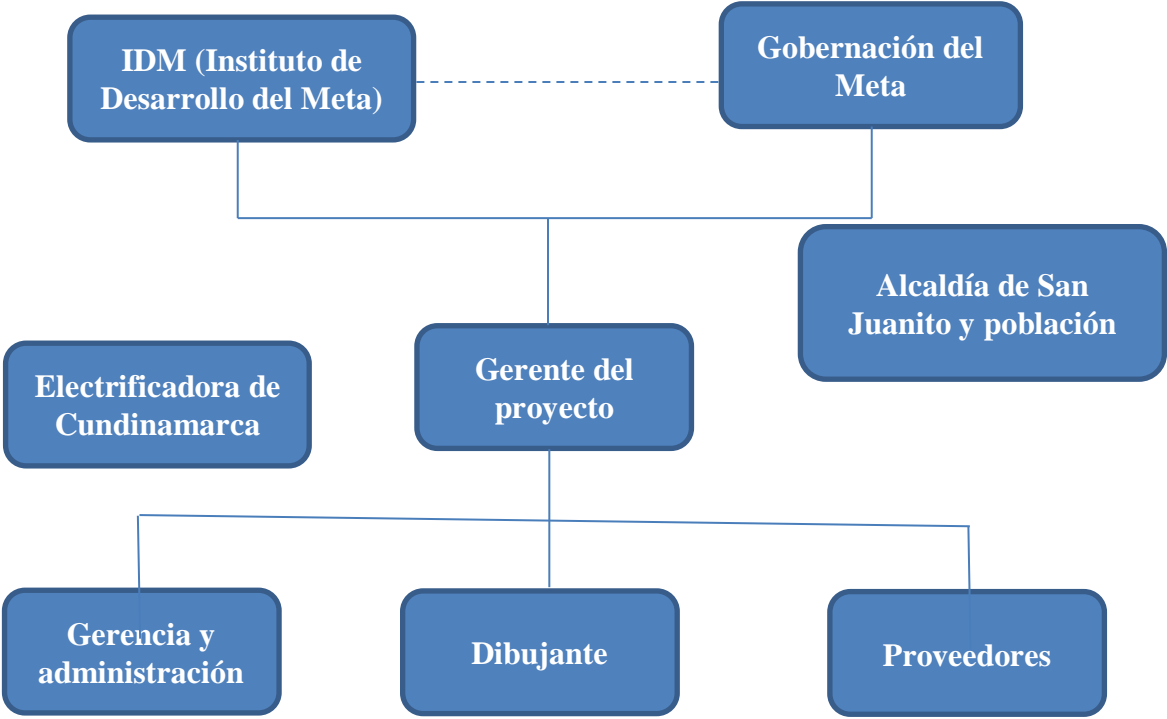 IDM (Instituto de
Desarrollo del Meta)
Gobernación del
Meta
Alcaldía de San
Juanito y población
Electrificadora de
Cundinamarca
Gerente del
proyecto
Gerencia y
administración
Dibujante
Proveedores